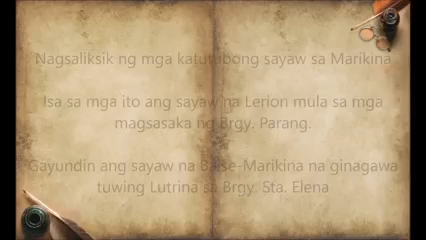 Nagsaliksik ng mga katutubong sayaw sa Marikina
Isa sa mga ito ang sayaw na Lerion mula sa mga
magsasaka ng Brgy. Parang.
Gayundin ang sayaw na Balse-Marikina na ginagawa
tuwing Lutrina sa Brgy. Sta. Elena